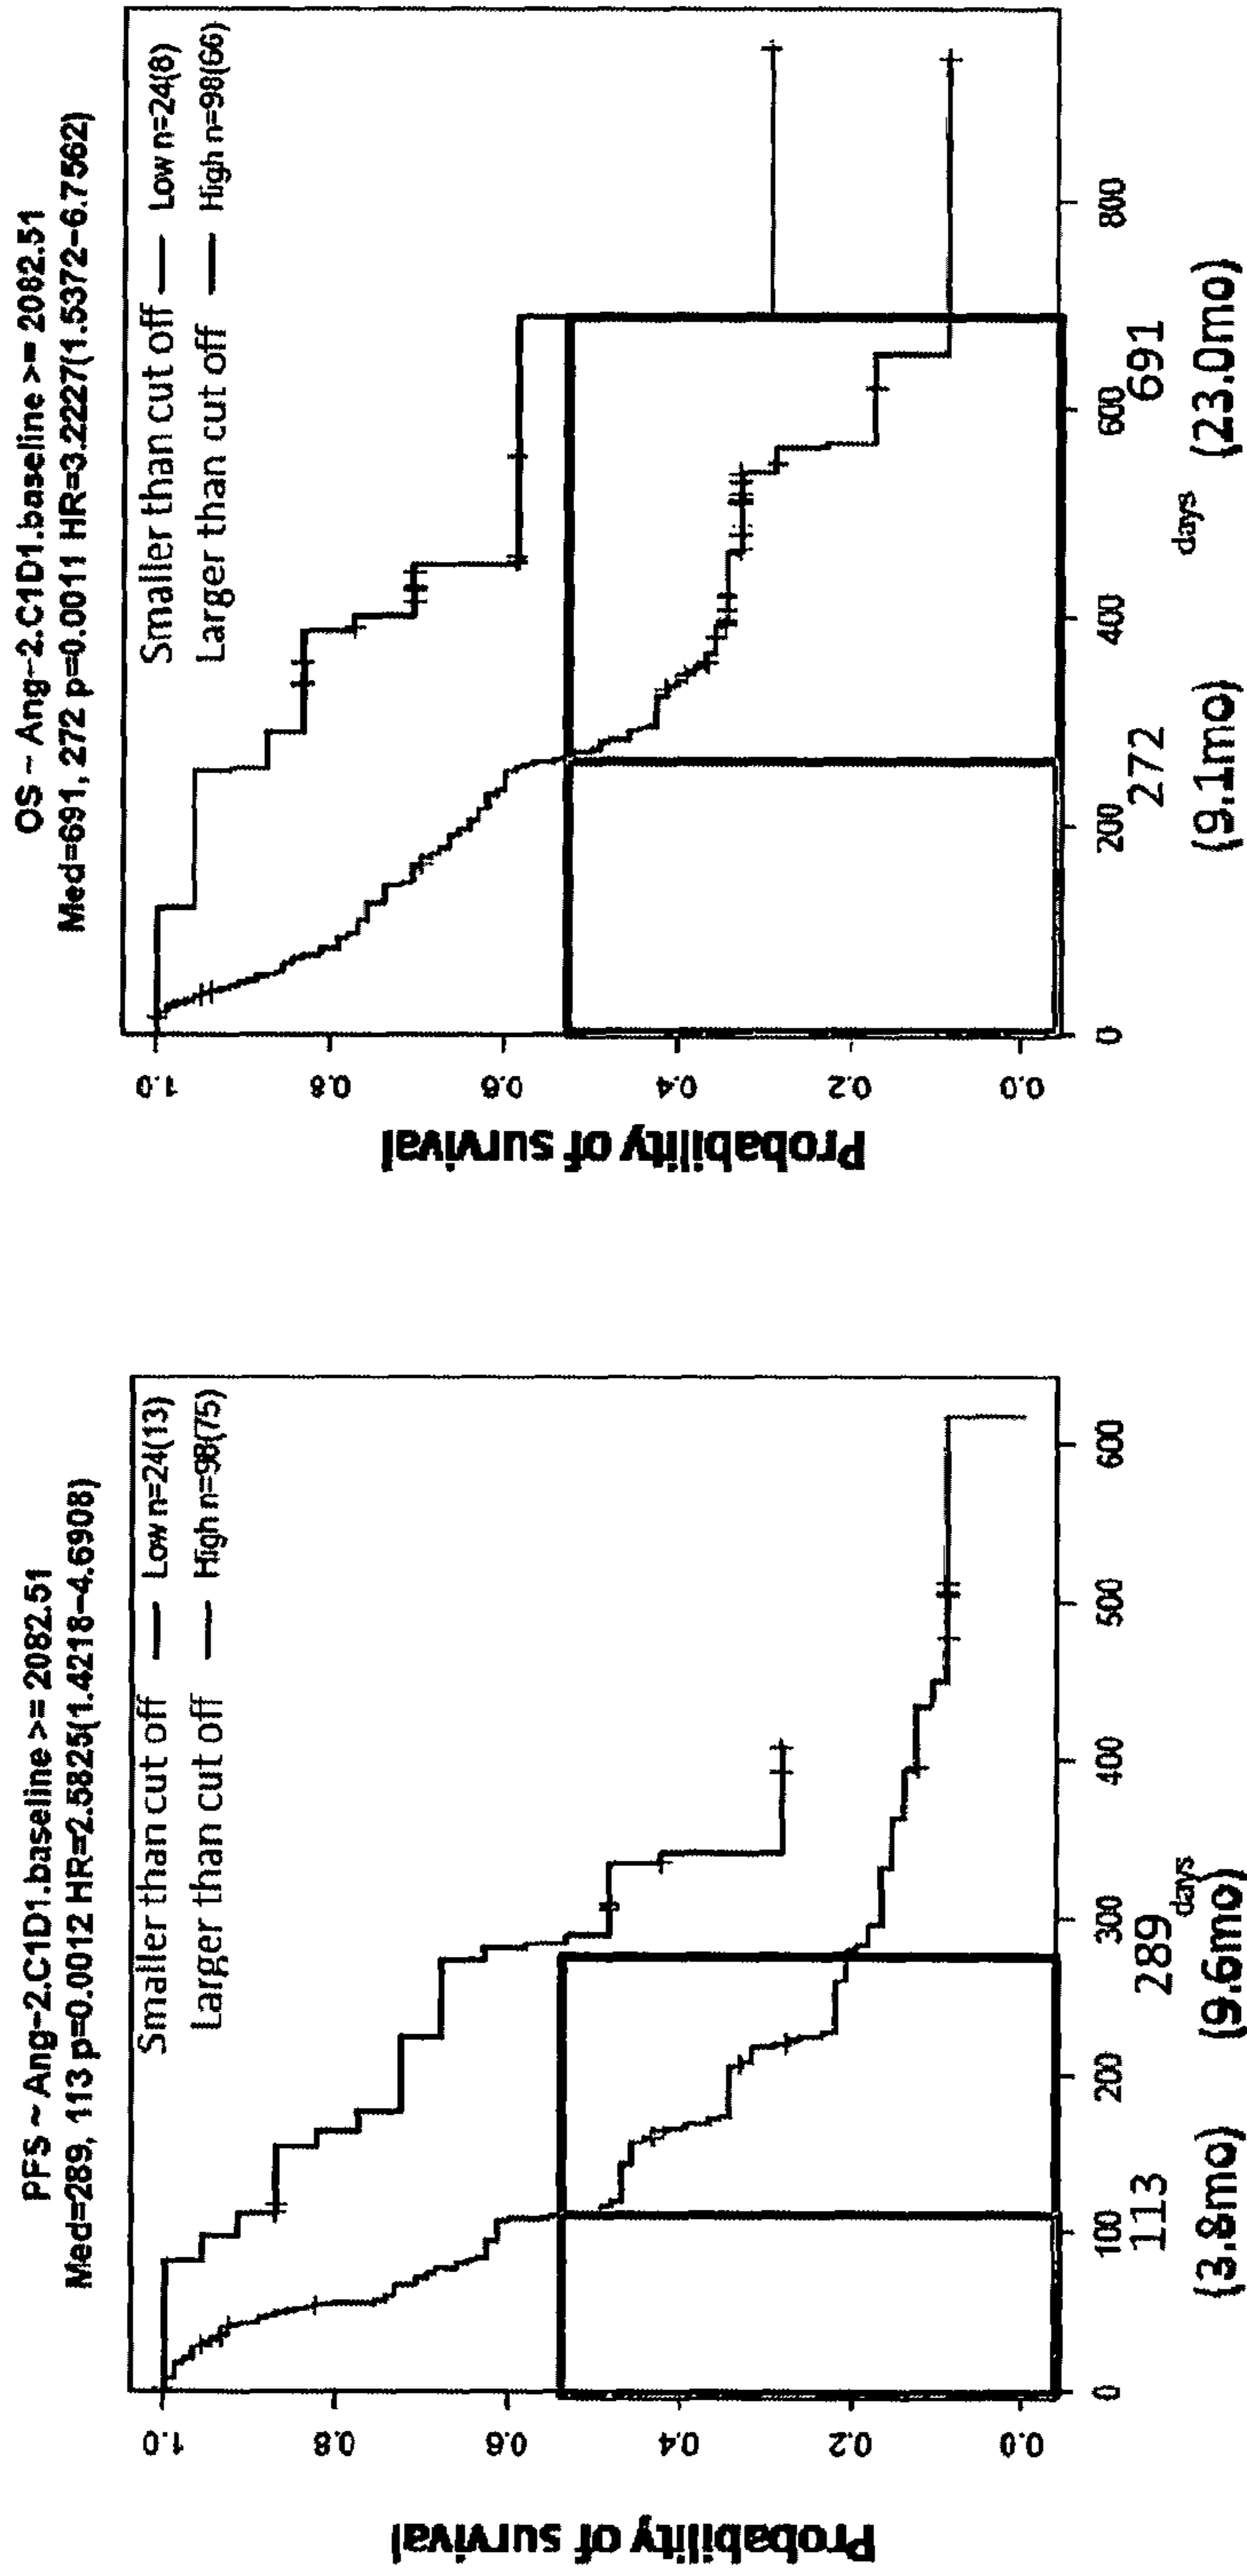 PFS ~ Ang-2.C1D1.baseline >= 2082.51
Med=289, 113 p=0.0012 HR=2.5825(1.4218-4.6908)
Smaller than cut off — Low n=24(13)
Larger than cut off — High n=98(75)
Probability of survival
1.0
0.8
0.6
0.4
0.2
0.0
0 100 200 300 400 500 600
113 289
days
(3.8mo) (9.6mo)
OS ~ Ang-2.C1D1.baseline >= 2082.51
Med=691, 272 p=0.0011 HR=3.2227(1.5372-6.7562)
Smaller than cut off — Low n=24(8)
Larger than cut off — High n=98(66)
Probability of survival
1.0
0.8
0.6
0.4
0.2
0.0
0 200 400 600 800
272 691
days
(9.1mo) (23.0mo)